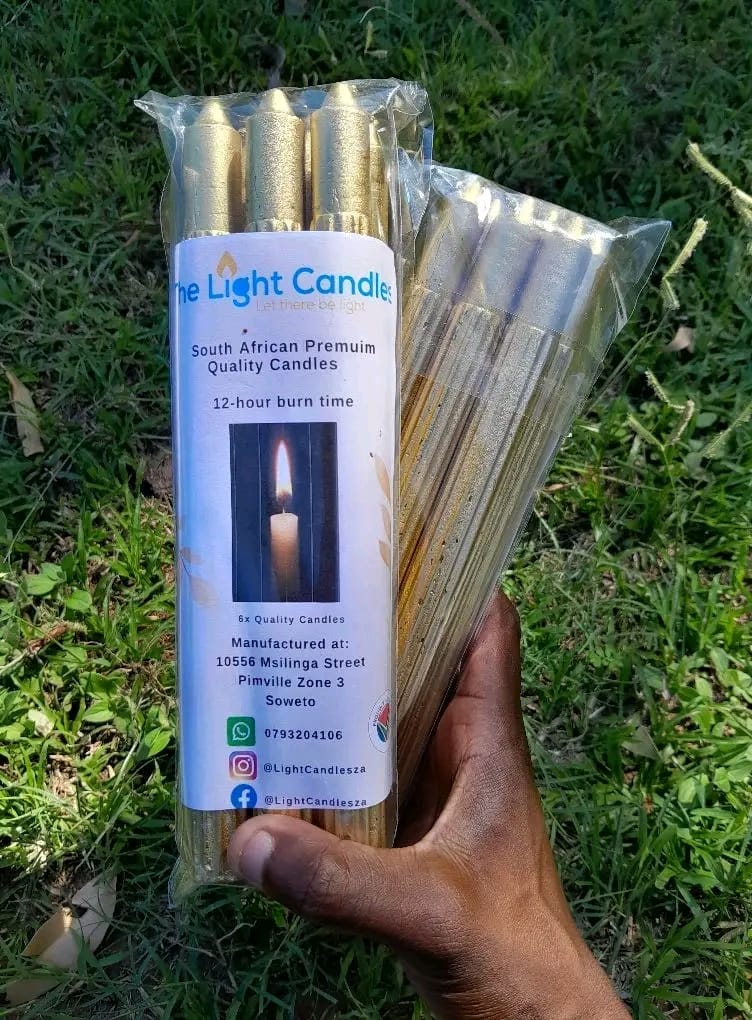 The Light Candles
Let there be light
South African Premuim
Quality Candles
12-hour burn time
6x Quality Candles
Manufactured at:
10556 Msilinga Street
Pimville Zone 3
Soweto
0793204106
@LightCandlesza
@LightCandlesza